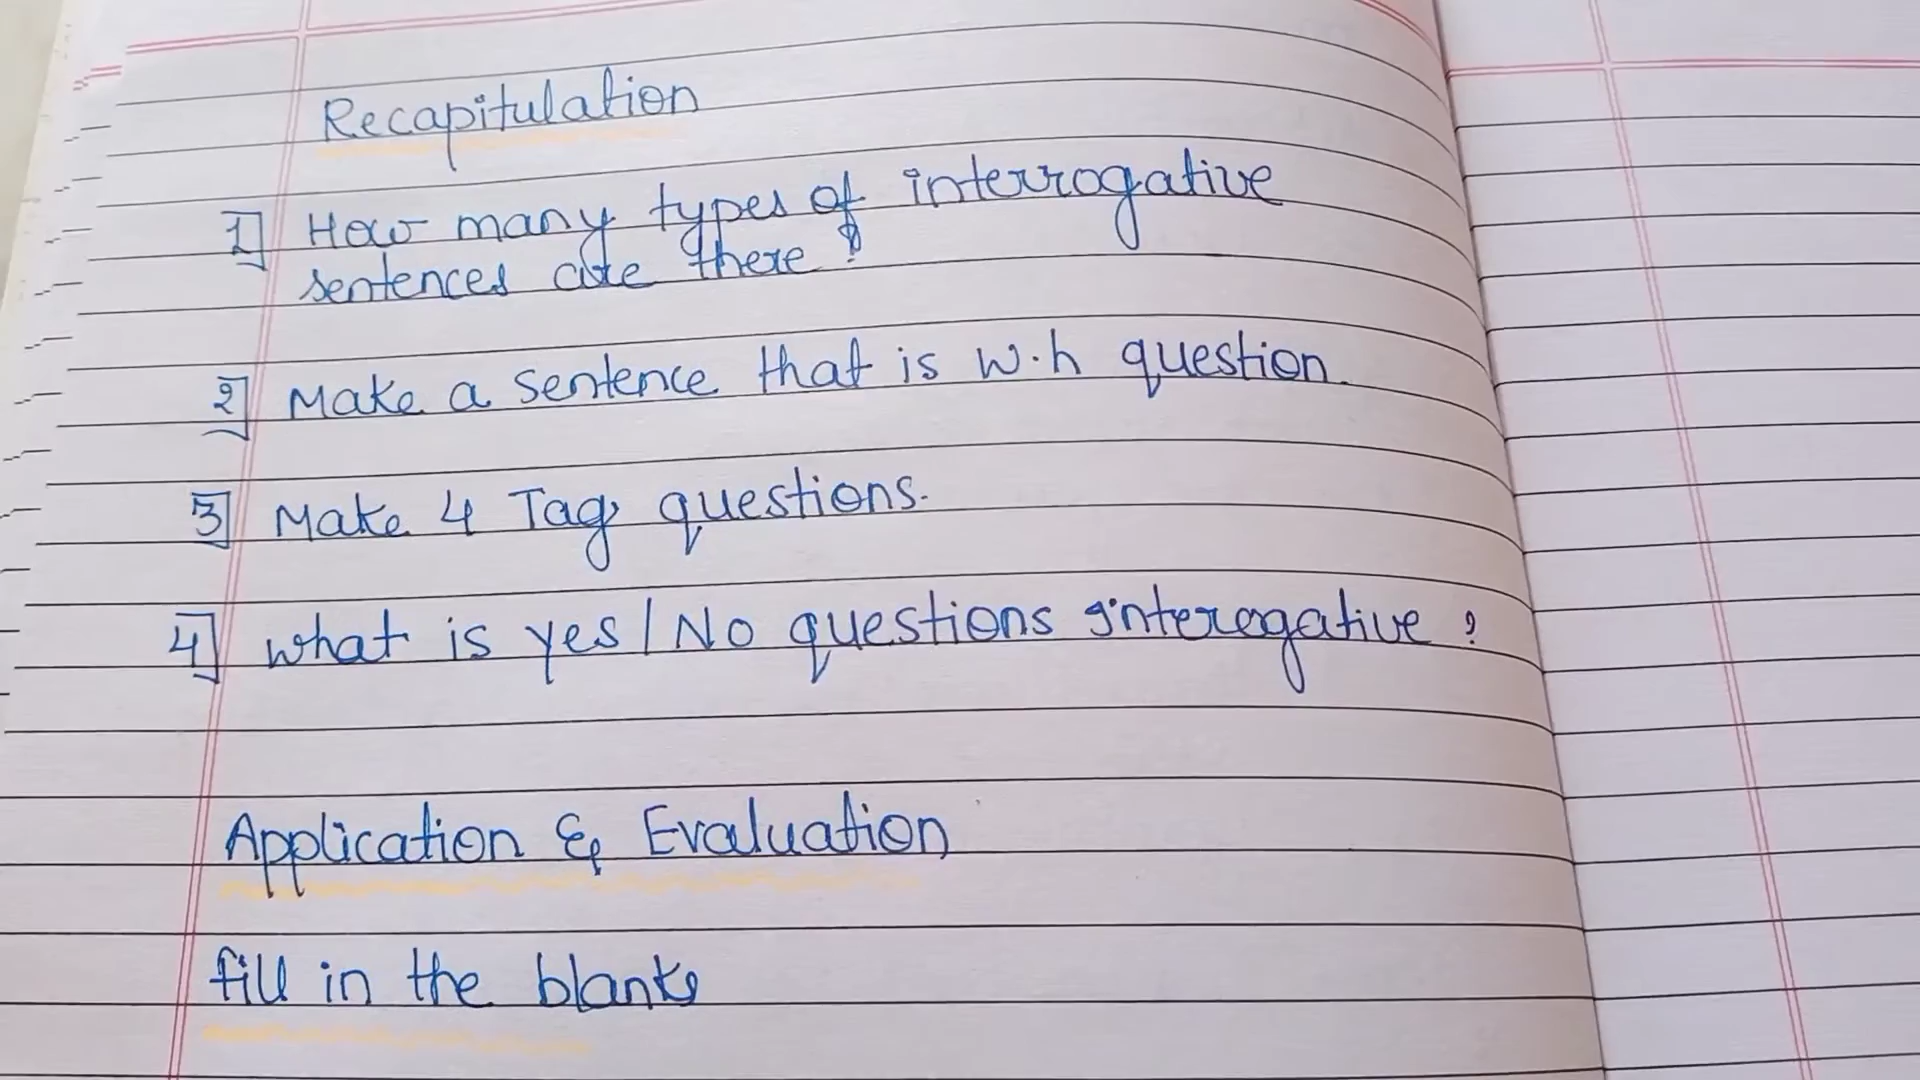 Recapitulation
1] How many types of interrogative
sentences are there ?
2] Make a sentence that is w.h question.
3] Make 4 Tag questions.
4] what is yes / No questions Interogative ?
Application & Evaluation
fill in the blanks